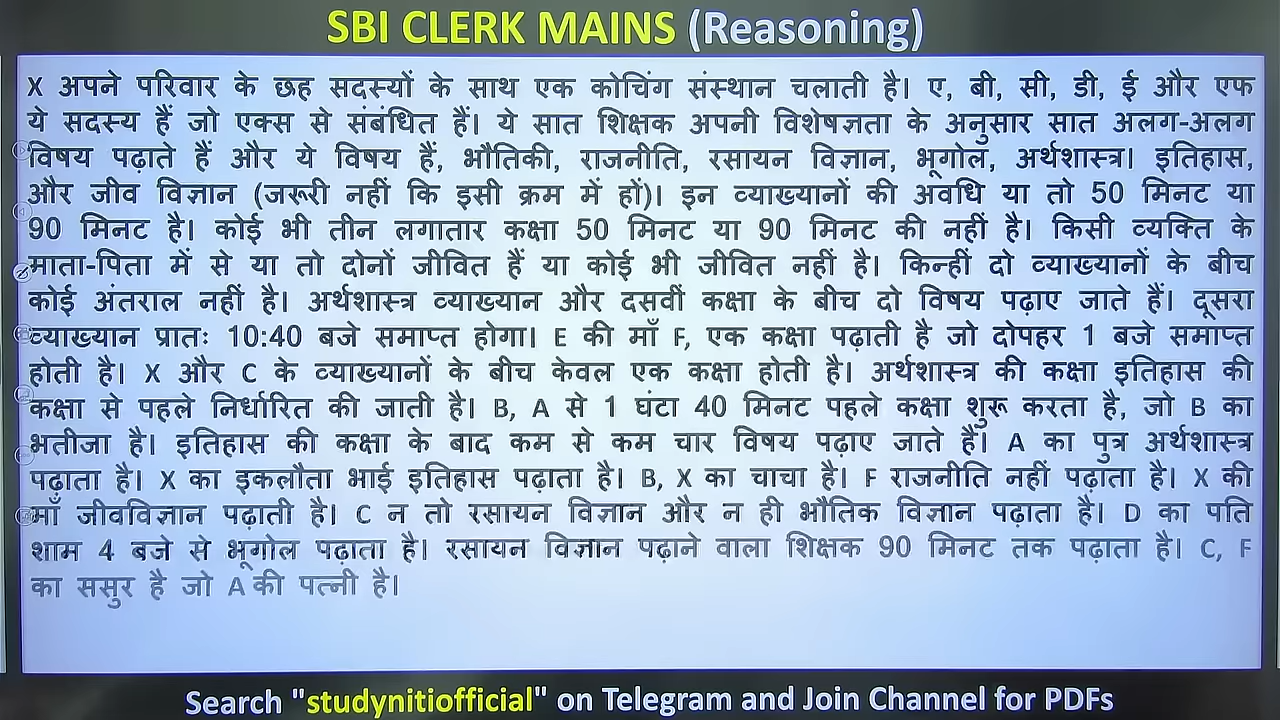 SBI CLERK MAINS (Reasoning)
X अपने परिवार के छह सदस्यों के साथ एक कोचिंग संस्थान चलाती है। ए, बी, सी, डी, ई और एफ
ये सदस्य हैं जो एक्स से संबंधित हैं। ये सात शिक्षक अपनी विशेषज्ञता के अनुसार सात अलग-अलग
विषय पढ़ाते हैं और ये विषय हैं, भौतिकी, राजनीति, रसायन विज्ञान, भूगोल, अर्थशास्त्र। इतिहास,
और जीव विज्ञान (जरूरी नहीं कि इसी क्रम में हों)। इन व्याख्यानों की अवधि या तो 50 मिनट या
90 मिनट है। कोई भी तीन लगातार कक्षा 50 मिनट या 90 मिनट की नहीं है। किसी व्यक्ति के
माता-पिता में से या तो दोनों जीवित हैं या कोई भी जीवित नहीं है। किन्हीं दो व्याख्यानों के बीच
कोई अंतराल नहीं है। अर्थशास्त्र व्याख्यान और दसवीं कक्षा के बीच दो विषय पढ़ाए जाते हैं। दूसरा
व्याख्यान प्रातः 10:40 बजे समाप्त होगा। E की माँ F, एक कक्षा पढ़ाती है जो दोपहर 1 बजे समाप्त
होती है। X और C के व्याख्यानों के बीच केवल एक कक्षा होती है। अर्थशास्त्र की कक्षा इतिहास की
कक्षा से पहले निर्धारित की जाती है। B, A से 1 घंटा 40 मिनट पहले कक्षा शुरू करता है, जो B का
भतीजा है। इतिहास की कक्षा के बाद कम से कम चार विषय पढ़ाए जाते हैं। A का पुत्र अर्थशास्त्र
पढ़ाता है। X का इकलौता भाई इतिहास पढ़ाता है। B, X का चाचा है। F राजनीति नहीं पढ़ाता है। X की
माँ जीवविज्ञान पढ़ाती है। C न तो रसायन विज्ञान और न ही भौतिक विज्ञान पढ़ाता है। D का पति
शाम 4 बजे से भूगोल पढ़ाता है। रसायन विज्ञान पढ़ाने वाला शिक्षक 90 मिनट तक पढ़ाता है। C, F
का ससुर है जो A की पत्नी है।
Search "studynitiofficial" on Telegram and Join Channel for PDFs